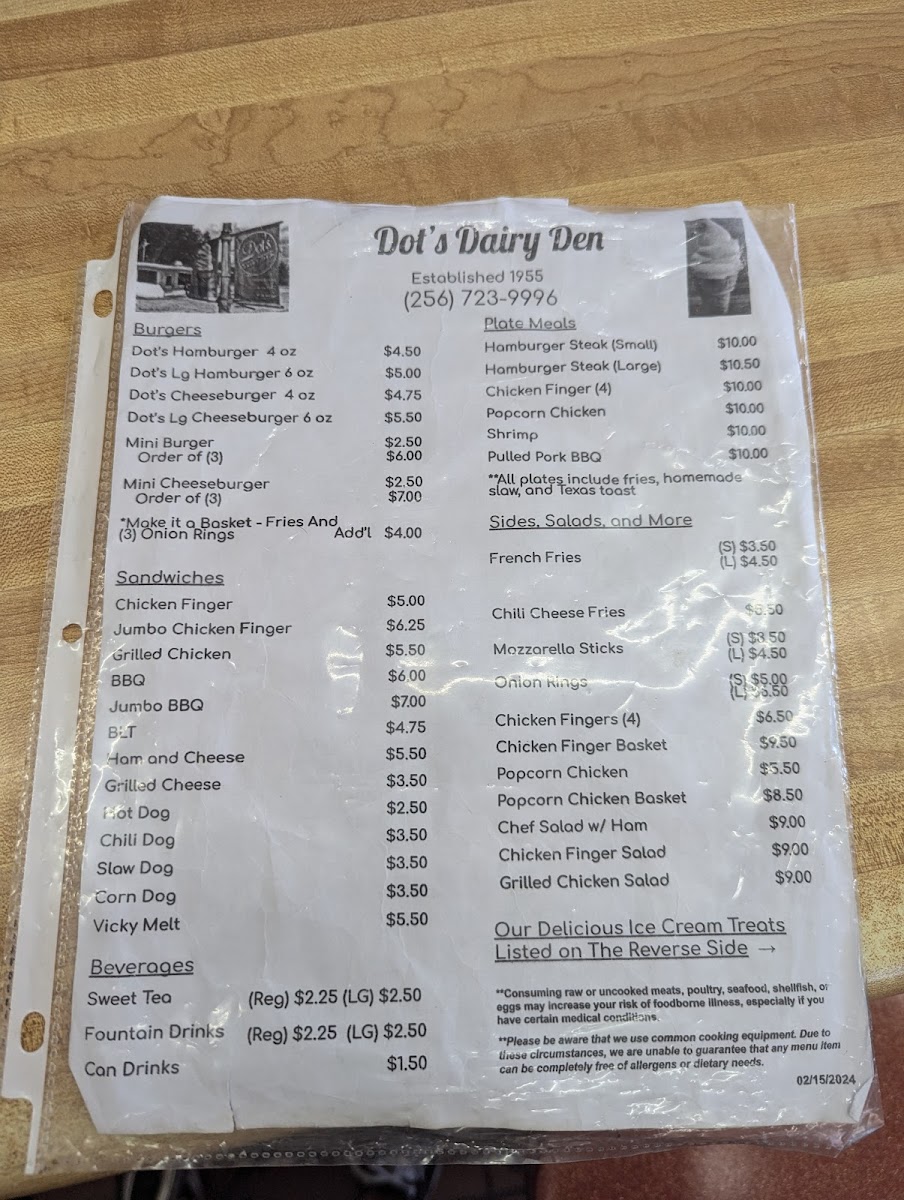 Dot's Dairy Den
Established 1955
(256) 723-9996
Burgers
Dot's Hamburger 4 oz $4.50
Dot's Lg Hamburger 6 oz $5.00
Dot's Cheeseburger 4 oz $4.75
Dot's Lg Cheeseburger 6 oz $5.50
Mini Burger $2.50
Order of (3) $6.00
Mini Cheeseburger $2.50
Order of (3) $7.00
*Make it a Basket - Fries And
(3) Onion Rings Add'l $4.00
Sandwiches
Chicken Finger $5.00
Jumbo Chicken Finger $6.25
Grilled Chicken $5.50
BBQ $6.00
Jumbo BBQ $7.00
BLT $4.75
Ham and Cheese $5.50
Grilled Cheese $3.50
Hot Dog $2.50
Chili Dog $3.50
Slaw Dog $3.50
Corn Dog $3.50
Vicky Melt $5.50
Beverages
Sweet Tea (Reg) $2.25 (LG) $2.50
Fountain Drinks (Reg) $2.25 (LG) $2.50
Can Drinks $1.50
Plate Meals
Hamburger Steak (Small) $10.00
Hamburger Steak (Large) $10.50
Chicken Finger (4) $10.00
Popcorn Chicken $10.00
Shrimp $10.00
Pulled Pork BBQ $10.00
**All plates include fries, homemade
slaw, and Texas toast
Sides, Salads, and More
French Fries (S) $3.50
(L) $4.50
Chili Cheese Fries
Mozzarella Sticks (S) $3.50
(L) $4.50
Onion Rings (S) $5.00
(L)
Chicken Fingers (4) $6.50
Chicken Finger Basket $9.50
Popcorn Chicken
Popcorn Chicken Basket $8.50
Chef Salad w/ Ham $9.00
Chicken Finger Salad $9.00
Grilled Chicken Salad $9.00
Our Delicious Ice Cream Treats
Listed on The Reverse Side →
**Consuming raw or uncooked meats, poultry, seafood, shellfish, or
eggs may increase your risk of foodborne illness, especially if you
have certain medical conditions.
**Please be aware that we use common cooking equipment. Due to
these circumstances, we are unable to guarantee that any menu item
can be completely free of allergens or dietary needs.
02/15/2024